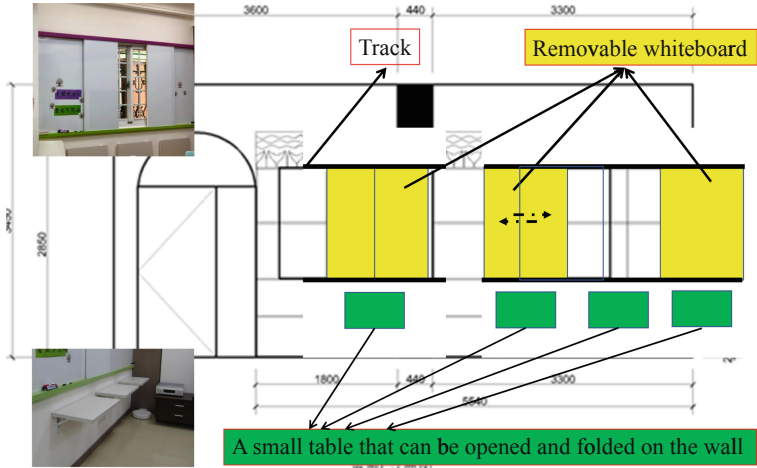 3600
440
3300
Track
Removable whiteboard
2850
1800
440
3300
5540
A small table that can be opened and folded on the wall